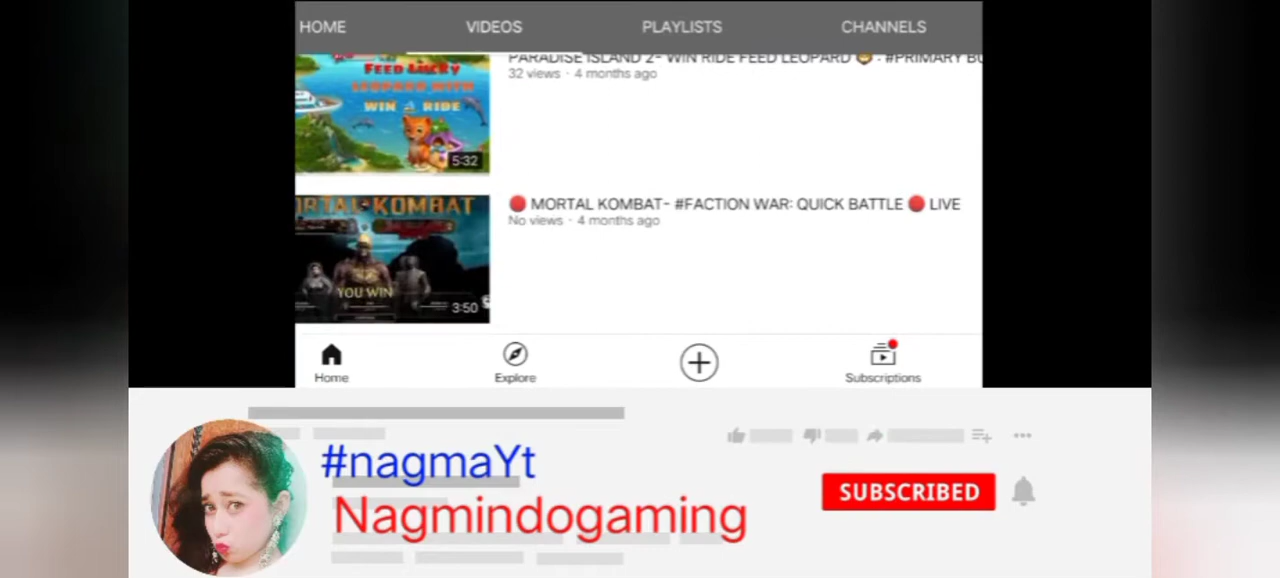 HOME VIDEOS PLAYLISTS CHANNELS
PARADISE ISLAND 2- WIN RIDE FEED LEOPARD 🦁 : #PRIMARY
32 views · 4 months ago
FEED LUCKY
LEOPARD WITH
WIN A RIDE
5:32
🔴 MORTAL KOMBAT- #FACTION WAR: QUICK BATTLE 🔴 LIVE
No views · 4 months ago
MORTAL KOMBAT
YOU WIN
3:50
Home Explore Subscriptions
#nagmaYt
Nagmindogaming
SUBSCRIBED